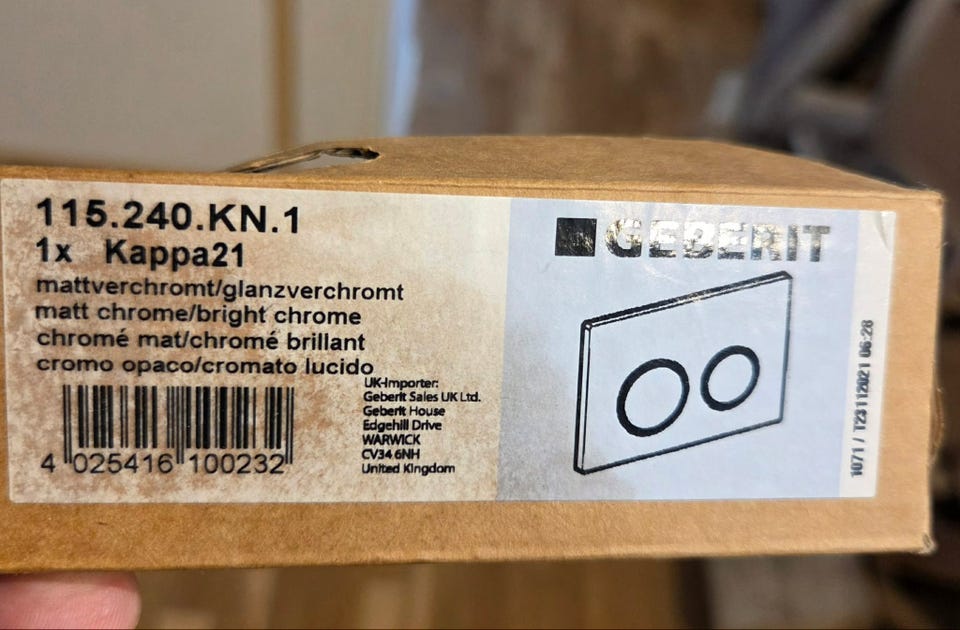 115.240.KN.1
1x Kappa21
mattverchromt/glanzverchromt
matt chrome/bright chrome
chromé mat/chromé brillant
cromo opaco/cromato lucido
4 025416 100232
UK-Importer:
Geberit Sales UK Ltd.
Geberit House
Edgehill Drive
WARWICK
CV34 6NH
United Kingdom
GEBERIT
1071 / T23112021 06:28